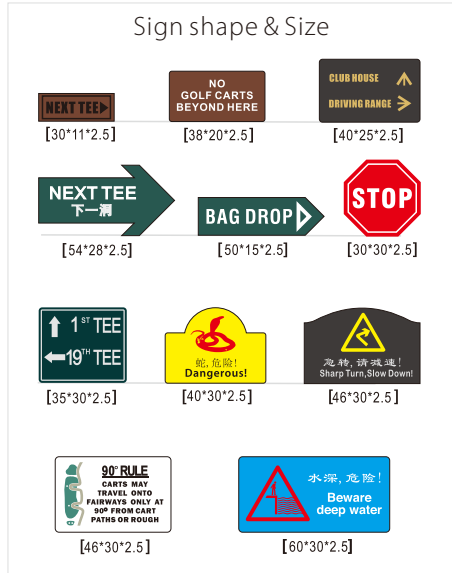 Sign shape & Size
NEXT TEE
[30*11*2.5]
NO
GOLF CARTS
BEYOND HERE
[38*20*2.5]
CLUB HOUSE
DRIVING RANGE
[40*25*2.5]
NEXT TEE
下一洞
[54*28*2.5]
BAG DROP
[50*15*2.5]
STOP
[30*30*2.5]
1ST TEE
19TH TEE
[35*30*2.5]
蛇,危险!
Dangerous!
[40*30*2.5]
急转,请减速!
Sharp Turn,Slow Down!
[46*30*2.5]
90° RULE
CARTS MAY
TRAVEL ONTO
FAIRWAYS ONLY AT
90º FROM CART
PATHS OR ROUGH
[46*30*2.5]
水深,危险!
Beware
deep water
[60*30*2.5]